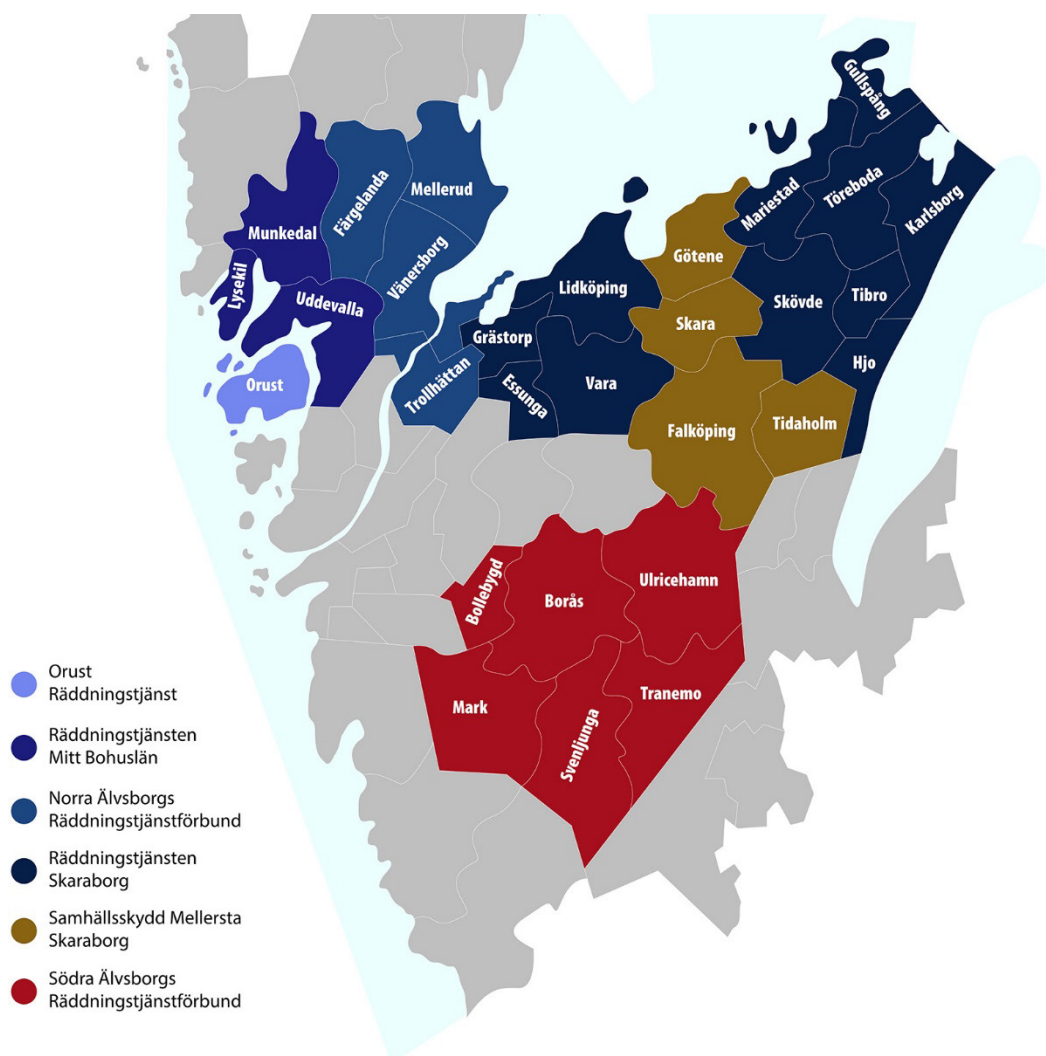 Gullspång
Mariestad
Töreboda
Karlsborg
Färgelanda
Mellerud
Munkedal
Vänersborg
Götene
Lysekil
Uddevalla
Lidköping
Skövde
Tibro
Skara
Grästorp
Hjo
Orust
Trollhättan
Essunga
Vara
Falköping
Tidaholm
Bollebygd
Borås
Ulricehamn
Mark
Svenljunga
Tranemo
Orust
Räddningstjänst
Räddningstjänsten
Mitt Bohuslän
Norra Älvsborgs
Räddningstjänstförbund
Räddningstjänsten
Skaraborg
Samhällsskydd Mellersta
Skaraborg
Södra Älvsborgs
Räddningstjänstförbund